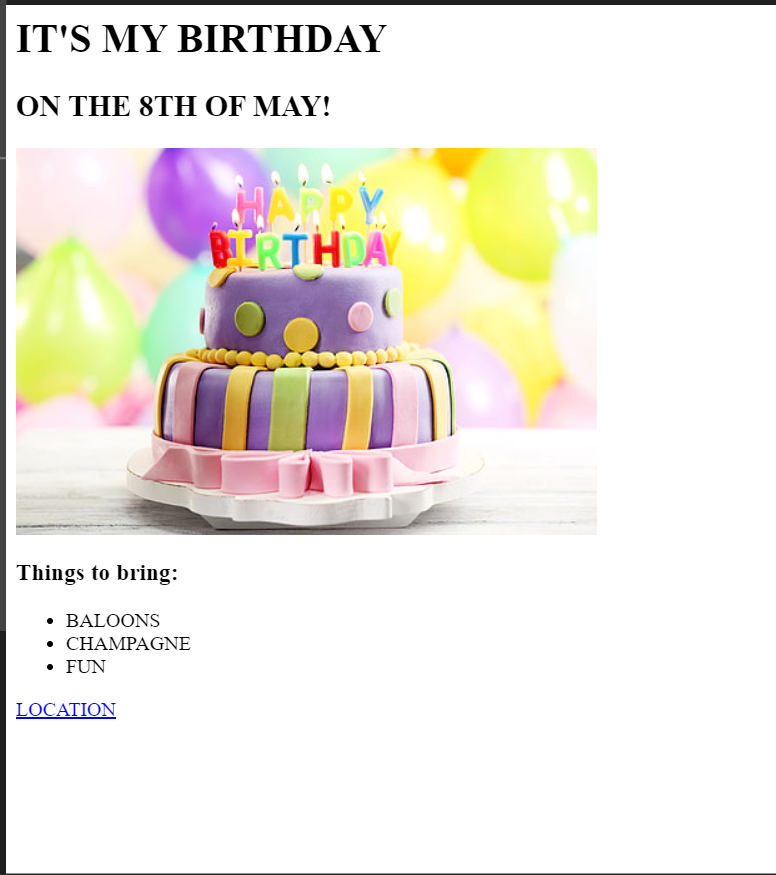 IT'S MY BIRTHDAY
ON THE 8TH OF MAY!
HAPPY
BIRTHDAY
Things to bring:
BALOONS
CHAMPAGNE
FUN
LOCATION